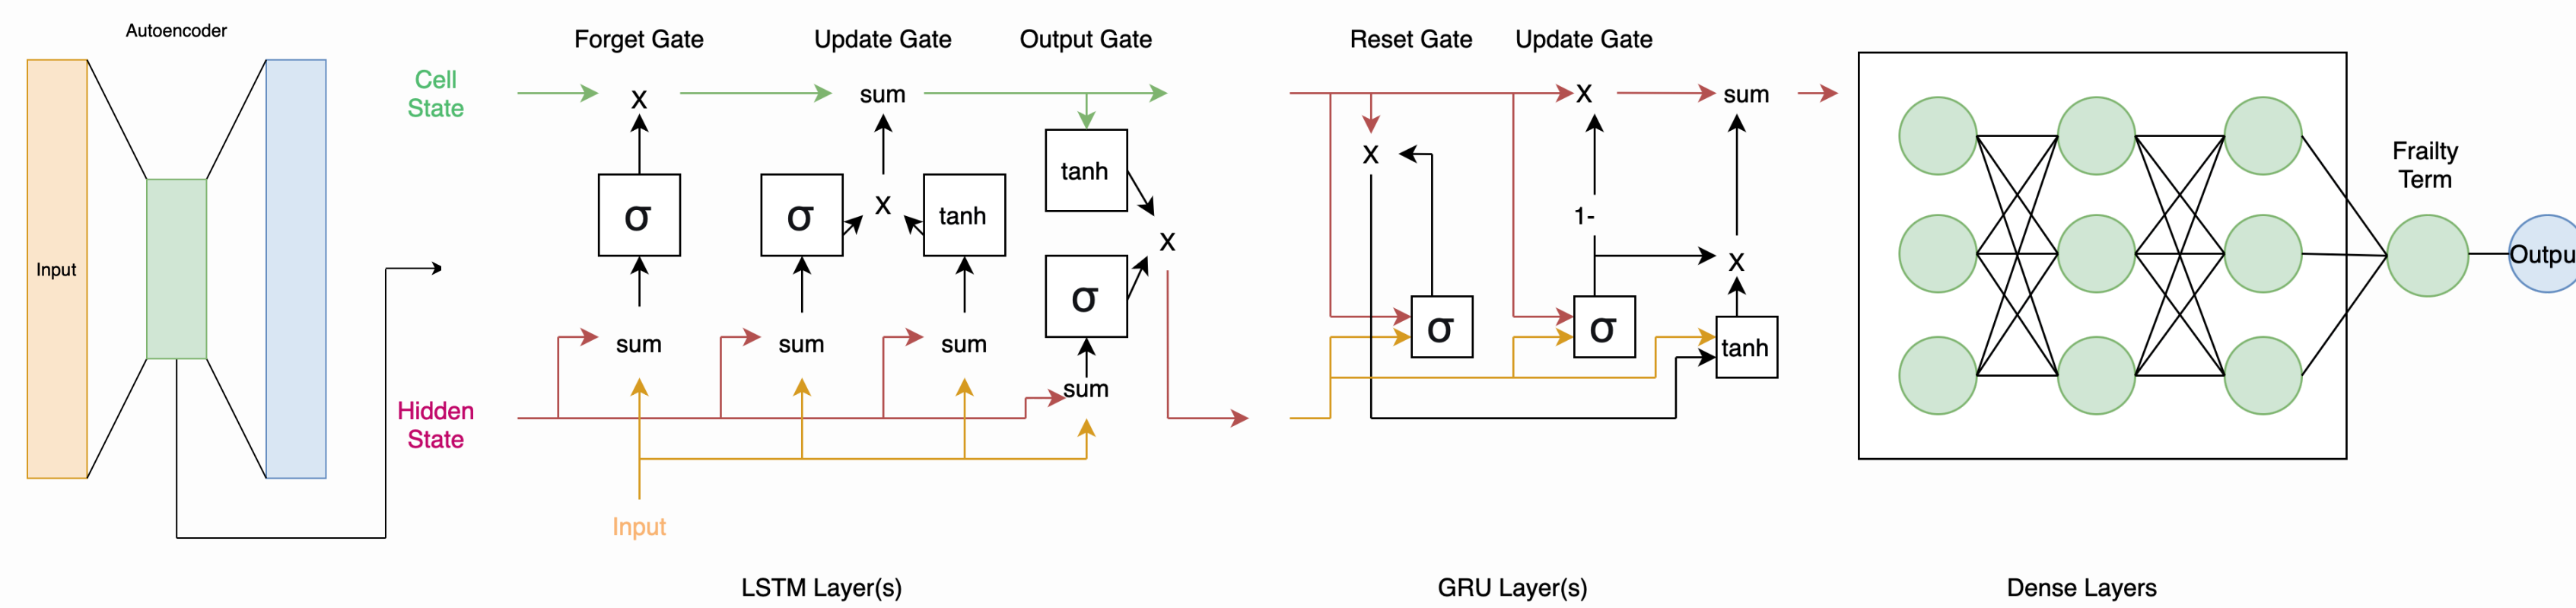 Autoencoder
Input
Cell
State
Hidden
State
Forget Gate
Update Gate
Output Gate
x
sum
σ
σ
x
tanh
tanh
σ
x
sum
sum
sum
sum
Input
LSTM Layer(s)
Reset Gate
Update Gate
x
sum
x
1-
x
σ
σ
tanh
GRU Layer(s)
Frailty
Term
Outpu
Dense Layers